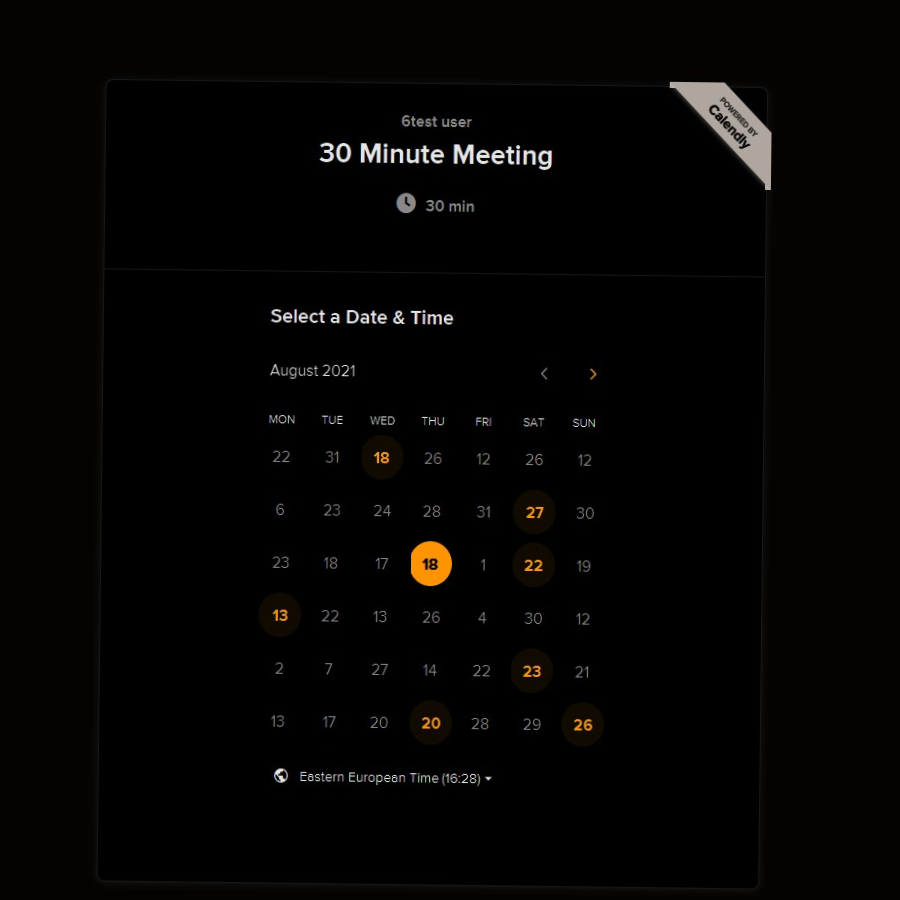 POWERED BY
Calendly
6test user
30 Minute Meeting
30 min
Select a Date & Time
August 2021
MON TUE WED THU FRI SAT SUN
22 31 18 26 12 26 12
6 23 24 28 31 27 30
23 18 17 18 1 22 19
13 22 13 26 4 30 12
2 7 27 14 22 23 21
13 17 20 20 28 29 26
Eastern European Time (16:28)